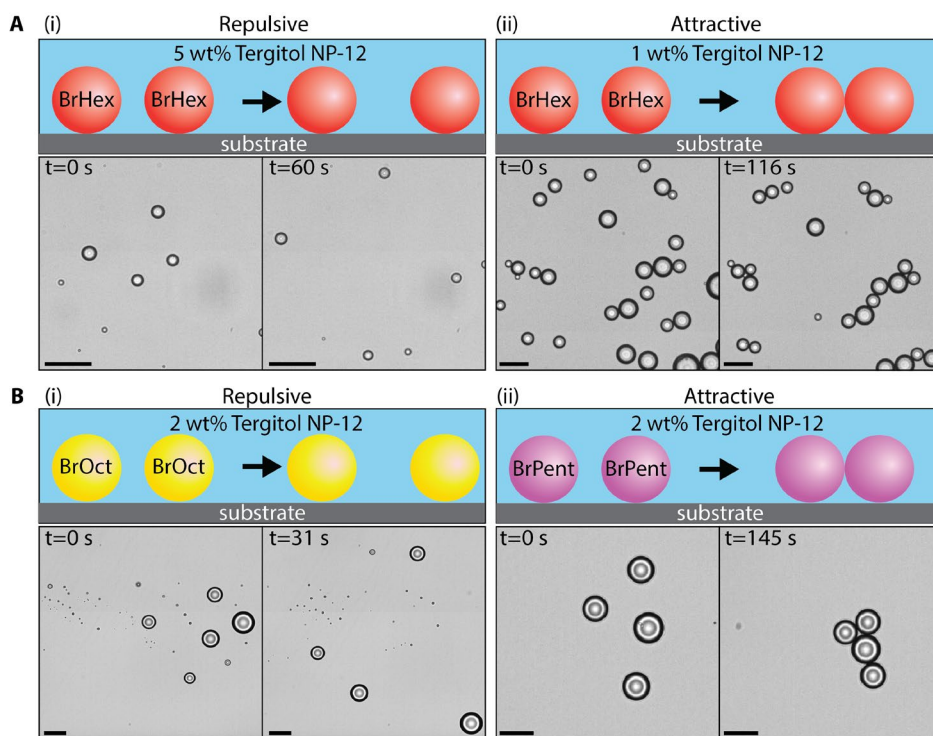 A (i) Repulsive
5 wt% Tergitol NP-12
BrHex BrHex
substrate
t=0 s t=60 s
(ii) Attractive
1 wt% Tergitol NP-12
BrHex BrHex
substrate
t=0 s t=116 s
B (i) Repulsive
2 wt% Tergitol NP-12
BrOct BrOct
substrate
t=0 s t=31 s
(ii) Attractive
2 wt% Tergitol NP-12
BrPent BrPent
substrate
t=0 s t=145 s